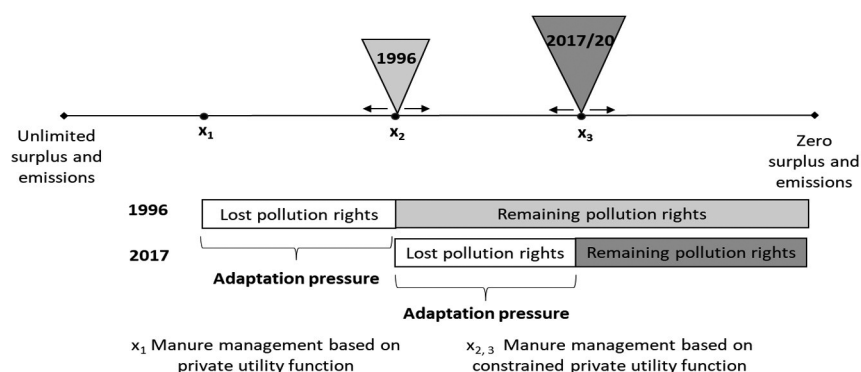 1996
2017/20
x₁
x₂
x₃
Unlimited
surplus and
emissions
Zero
surplus and
emissions
1996
Lost pollution rights
Remaining pollution rights
2017
Lost pollution rights
Remaining pollution rights
Adaptation pressure
Adaptation pressure
x₁ Manure management based on
private utility function
x₂, ₃ Manure management based on
constrained private utility function